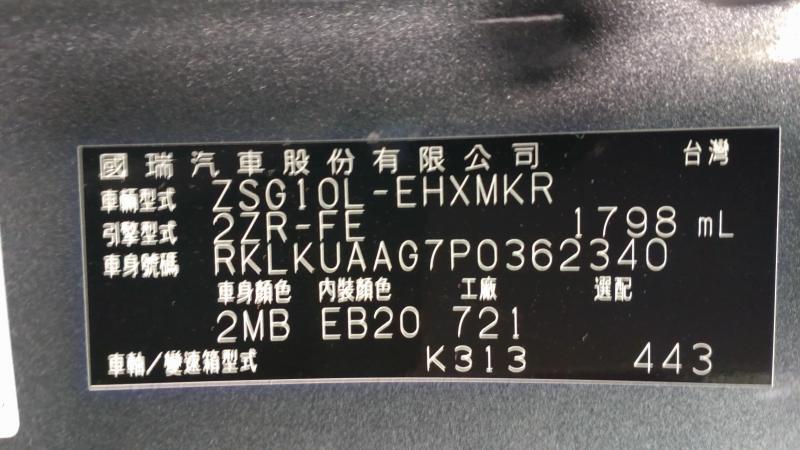 國瑞汽車股份有限公司 台灣
車輛型式 ZSG10L-EHXMKR
引擎型式 2ZR-FE 1798 mL
車身號碼 RKLKUAAG7P0362340
車身顏色 內裝顏色 工廠 選配
2MB EB20 721
車軸/變速箱型式 K313 443